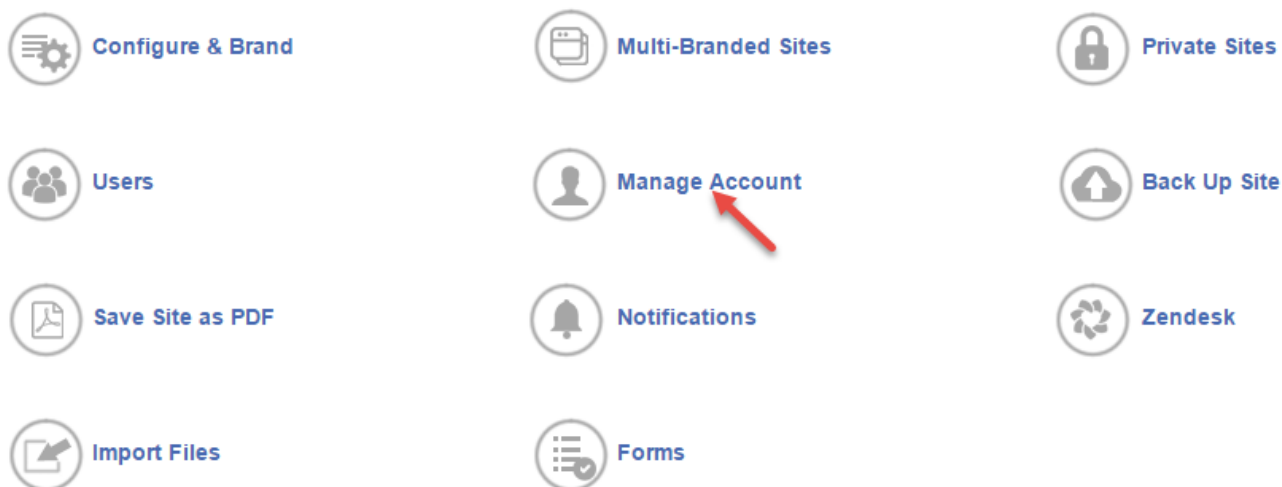 Configure & Brand
Multi-Branded Sites
Private Sites
Users
Manage Account
Back Up Site
Save Site as PDF
Notifications
Zendesk
Import Files
Forms